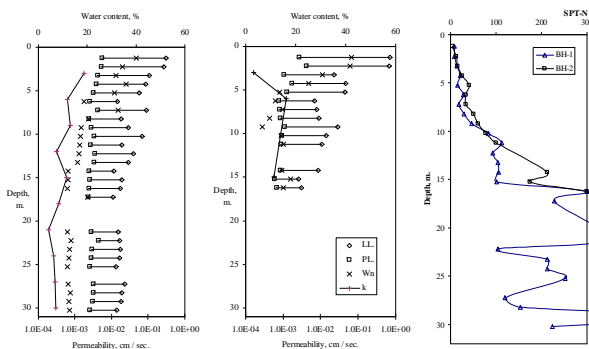 Water content, %
0 20 40 60
0
5
10
15
20
25
30
Depth,
m.
1.0E-04 1.0E-03 1.0E-02 1.0E-01 1.0E+00
Permeability, cm / sec.
Water content, %
0 20 40 60
0
5
10
15
20
25
30
Depth,
m.
LL.
PL.
Wn
k
1.0E-04 1.0E-03 1.0E-02 1.0E-01 1.0E+00
Permeability, cm / sec.
SPT-N
0 100 200 300
0
5
10
15
20
25
30
Depth, m.
BH-1
BH-2